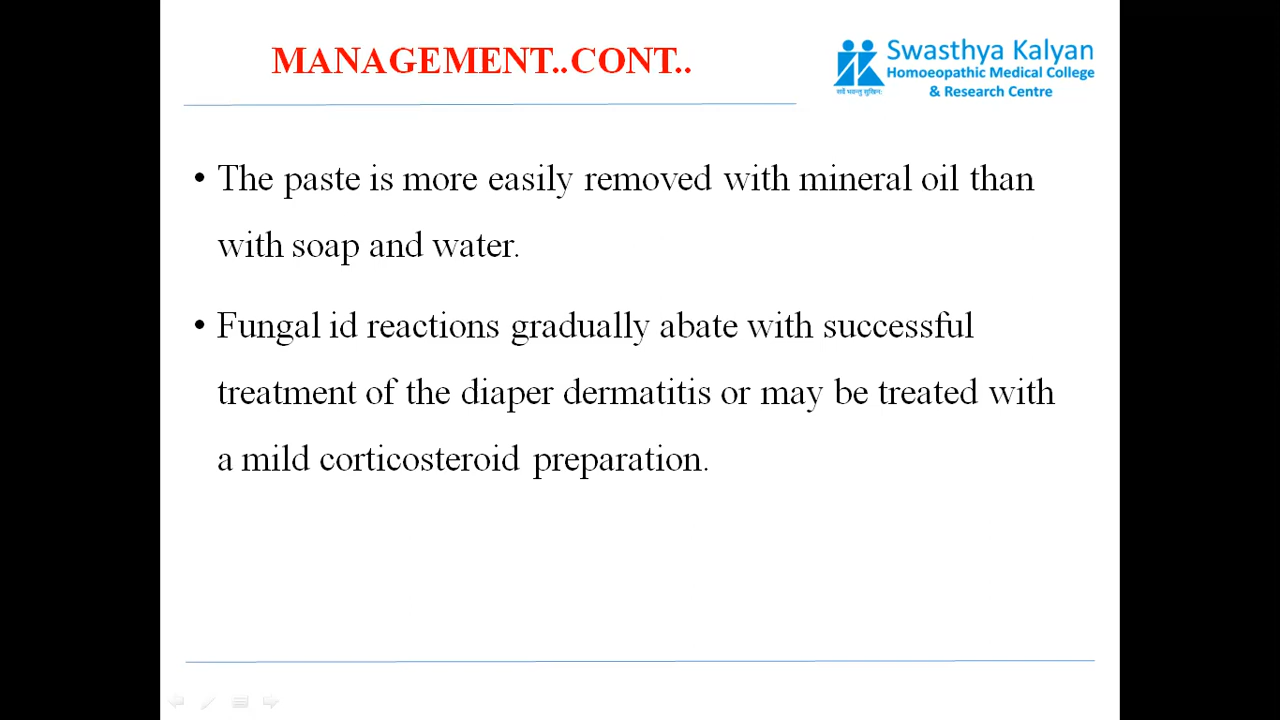 MANAGEMENT..CONT..
Swasthya Kalyan
Homoeopathic Medical College
& Research Centre
सर्वे भवन्तु सुखिनः
• The paste is more easily removed with mineral oil than
with soap and water.
• Fungal id reactions gradually abate with successful
treatment of the diaper dermatitis or may be treated with
a mild corticosteroid preparation.